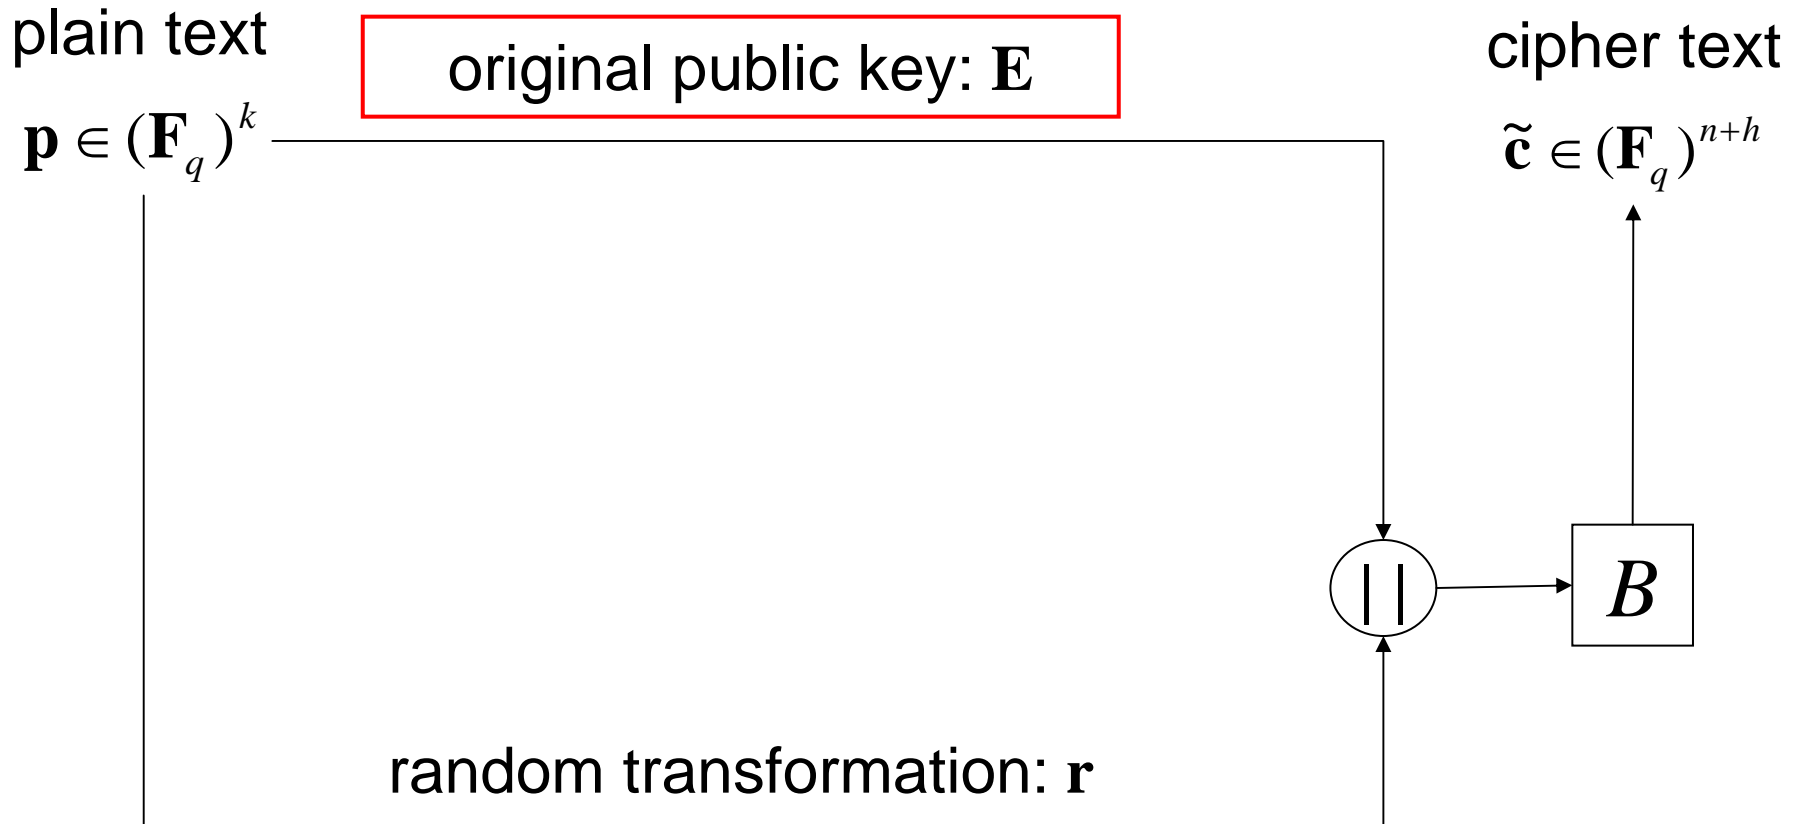 plain text
original public key: E
cipher text
p ∈ (F_q)^k
c̃ ∈ (F_q)^{n+h}
||
B
random transformation: r